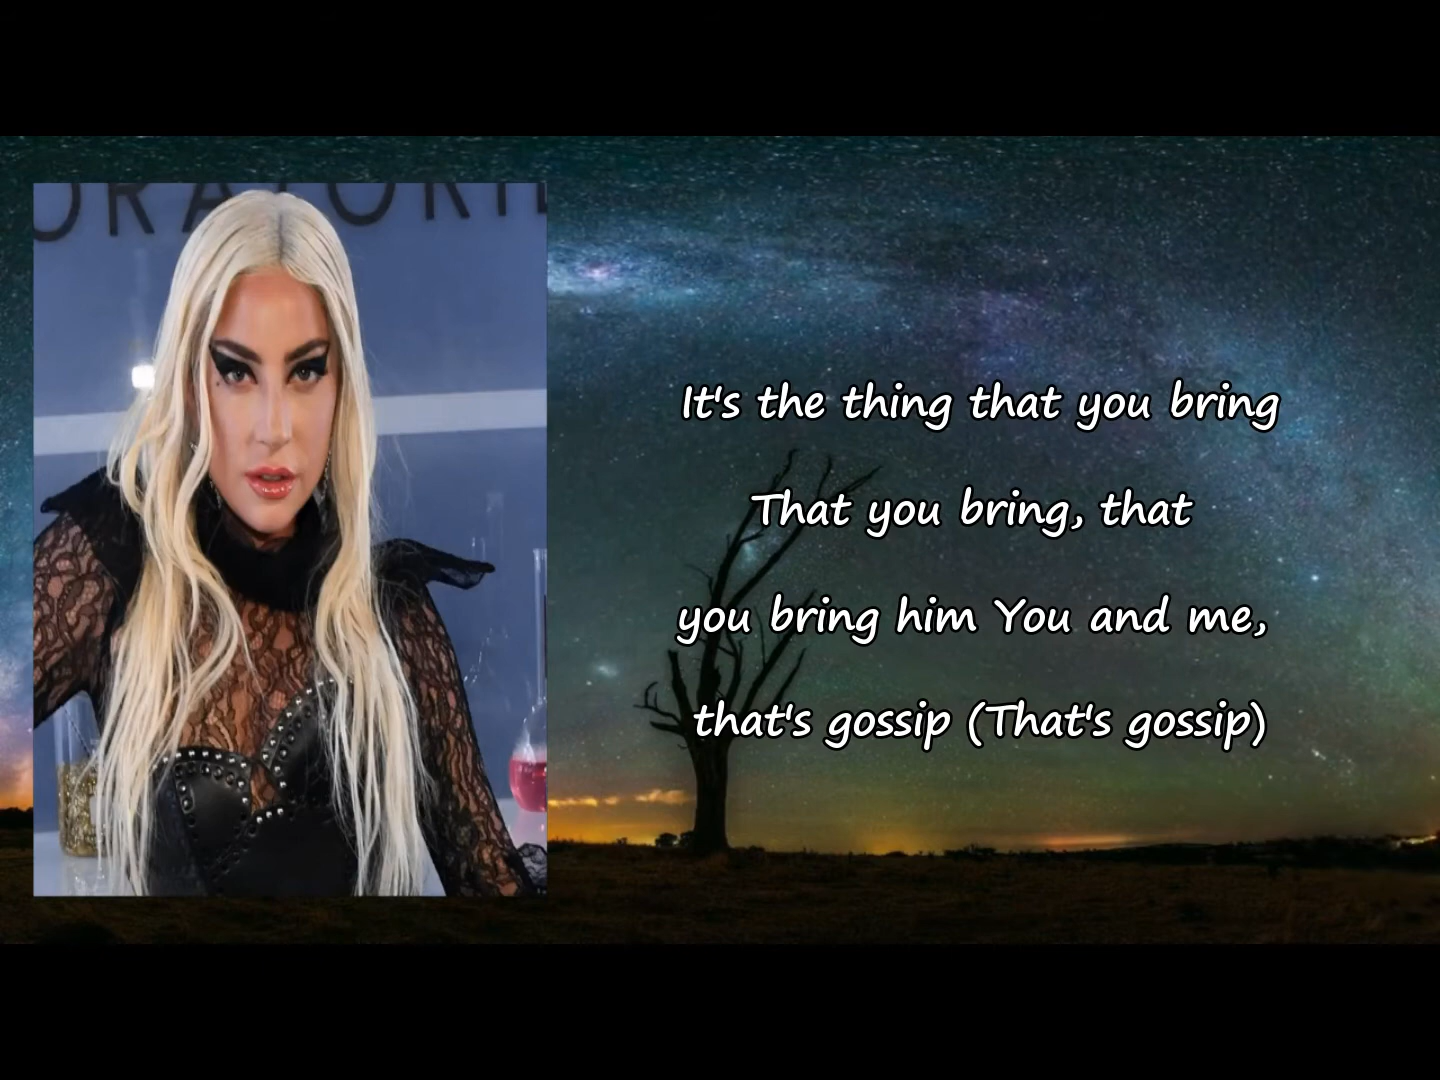 ORATORI
It's the thing that you bring
That you bring, that
you bring him You and me,
that's gossip (That's gossip)